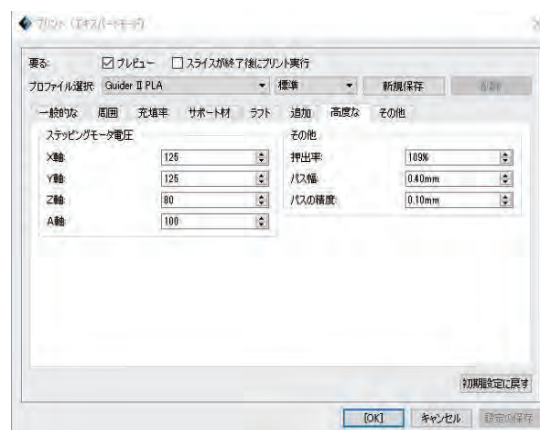 プリント (エキスパートモード)
要る: プレビュー スライスが終了後にプリント実行
プロファイル選択: Guider II PLA 標準 新規保存 削除
一般的な 周囲 充填率 サポート材 ラフト 追加 高度な その他
ステッピングモータ電圧 その他
X軸: 125 押出率: 109%
Y軸: 125 パス幅: 0.40mm
Z軸: 80 パスの精度: 0.10mm
A軸: 100
初期設定に戻す
[OK] キャンセル 設定の保存